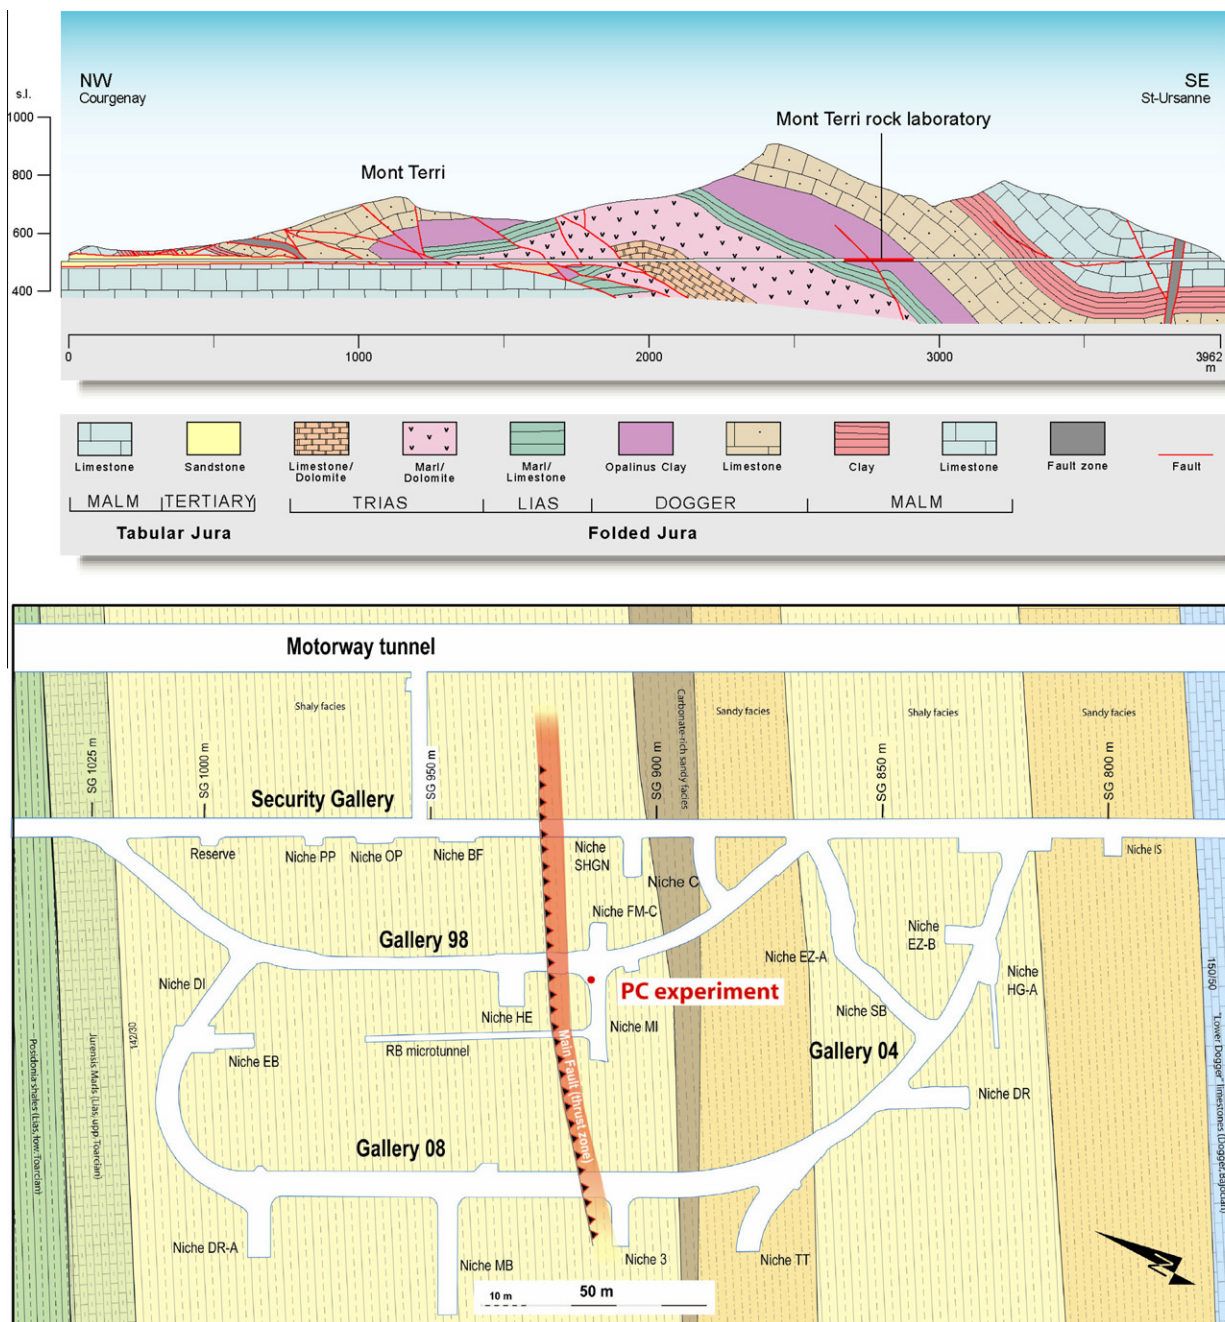 NW
Courgenay
SE
St-Ursanne
s.l.
1000
800
600
400
Mont Terri
Mont Terri rock laboratory
0
1000
2000
3000
3962
m
Limestone
Sandstone
Limestone/
Dolomite
Marl/
Dolomite
Marl/
Limestone
Opalinus Clay
Limestone
Clay
Limestone
Fault zone
Fault
MALM
TERTIARY
TRIAS
LIAS
DOGGER
MALM
Tabular Jura
Folded Jura
Motorway tunnel
Shaly facies
Carbonate-rich sandy facies
Sandy facies
Shaly facies
Sandy facies
SG 1025 m
SG 1000 m
SG 950 m
SG 900 m
SG 850 m
SG 800 m
Security Gallery
Reserve
Niche PP
Niche OP
Niche BF
Niche
SHGN
Niche C
Niche IS
Niche FM-C
Gallery 98
Niche
EZ-B
Niche EZ-A
Niche DI
PC experiment
Niche
HG-A
150/50
Niche HE
Niche MI
Niche SB
142/30
RB microtunnel
Niche EB
Gallery 04
Main Fault (thrust zone)
Niche DR
Posidonia shales (Lias, low. Toarcian)
Jurensis Marls (Lias, upp. Toarcian)
"Lower Dogger" limestones (Dogger, Bajocian)
Gallery 08
Niche DR-A
Niche MB
Niche 3
Niche TT
10 m
50 m